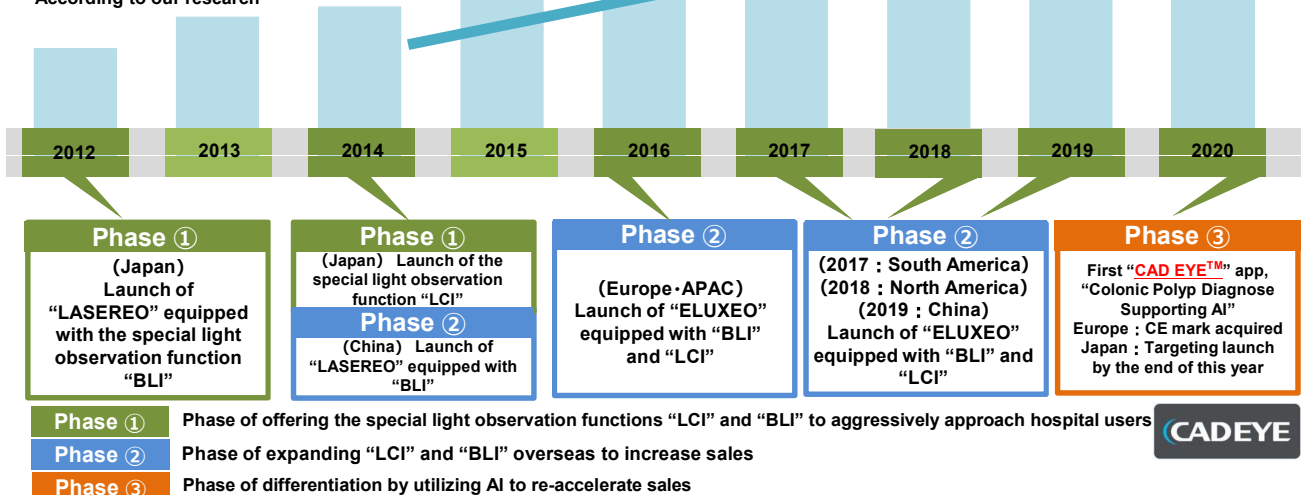 According to our research
2012
2013
2014
2015
2016
2017
2018
2019
2020
Phase ①
(Japan)
Launch of
“LASEREO” equipped
with the special light
observation function
“BLI”
Phase ①
(Japan) Launch of the
special light observation
function “LCI”
Phase ②
(China) Launch of
“LASEREO” equipped with
“BLI”
Phase ②
(Europe・APAC)
Launch of “ELUXEO”
equipped with “BLI”
and “LCI”
Phase ②
(2017：South America)
(2018：North America)
(2019：China)
Launch of “ELUXEO”
equipped with “BLI” and
“LCI”
Phase ③
First “CAD EYE™” app,
“Colonic Polyp Diagnose
Supporting AI”
Europe：CE mark acquired
Japan：Targeting launch
by the end of this year
Phase ① Phase of offering the special light observation functions “LCI” and “BLI” to aggressively approach hospital users
Phase ② Phase of expanding “LCI” and “BLI” overseas to increase sales
Phase ③ Phase of differentiation by utilizing AI to re-accelerate sales
CADEYE